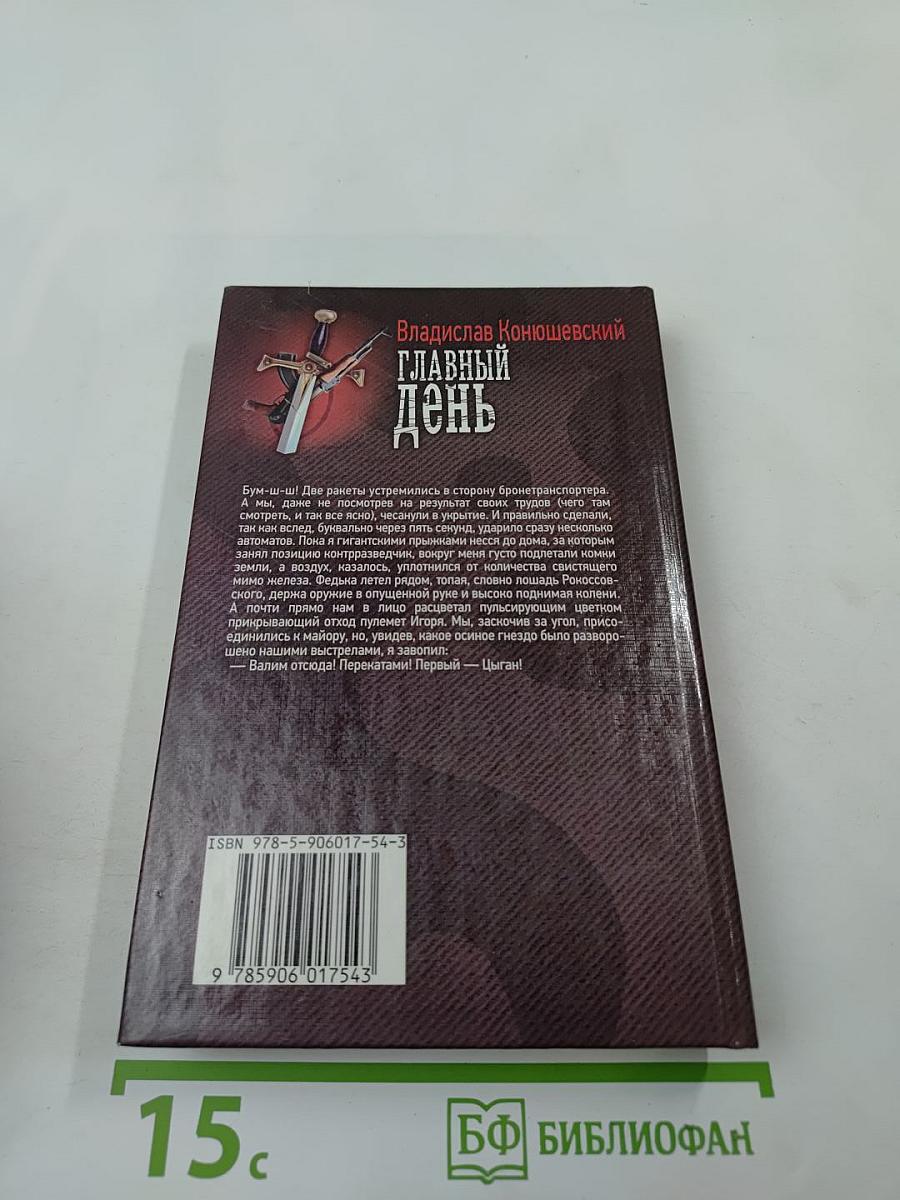 Владислав Конюшевский
ГЛАВНЫЙ
ДЕНЬ
Бум-ш-ш! Две ракеты устремились в сторону бронетранспортера.
А мы, даже не посмотрев на результат своих трудов (чего там
смотреть, и так все ясно), чесанули в укрытие. И правильно сделали,
так как вслед, буквально через пять секунд, ударило сразу несколько
автоматов. Пока я гигантскими прыжками несся до дома, за которым
занял позицию контрразведчик, вокруг меня густо подлетали комки
земли, а воздух, казалось, уплотнился от количества свистящего
мимо железа. Федька летел рядом, топая, словно лошадь Рокоссов-
ского, держа оружие в опущенной руке и высоко поднимая колени.
А почти прямо нам в лицо расцветал пульсирующим цветком
прикрывающий отход пулемет Игоря. Мы, заскочив за угол, присо-
единились к майору, но, увидев, какое осиное гнездо было разворо-
шено нашими выстрелами, я завопил:
— Валим отсюда! Перекатами! Первый — Цыган!
ISBN 978-5-906017-54-3
9 785906 017543
15 с
БФ БИБЛИОФАН